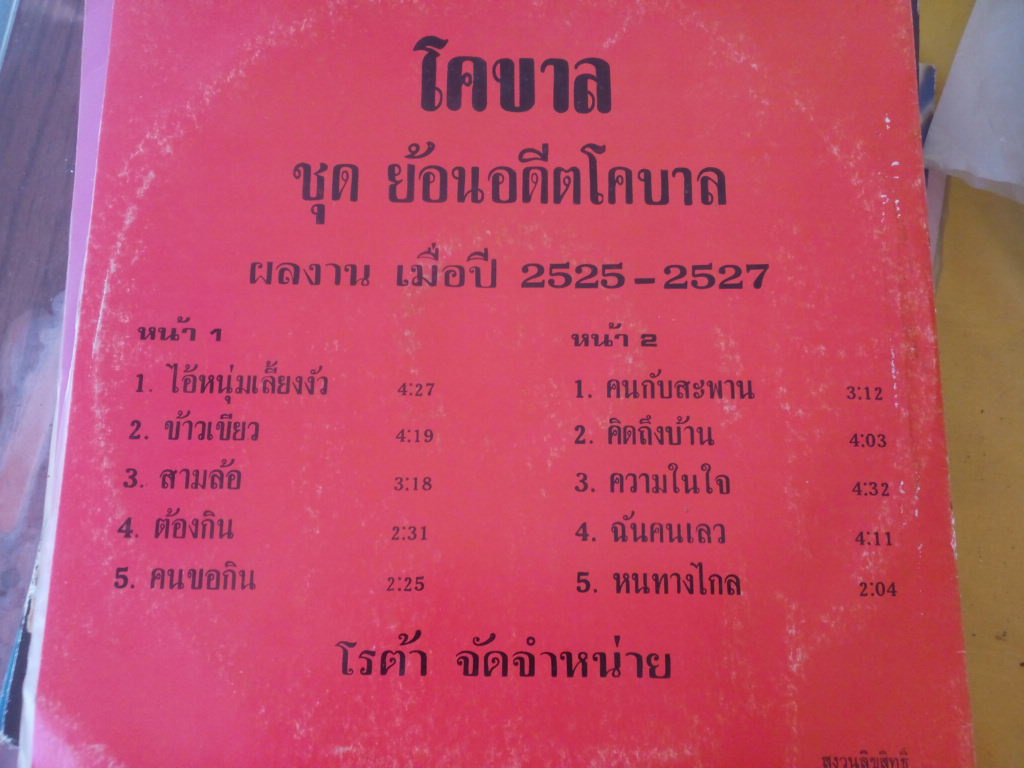 โคบาล
ชุด ย้อนอดีตโคบาล
ผลงาน เมื่อปี 2525-2527
หน้า 1
1. ไอ้หนุ่มเลี้ยงงัว 4:27
2. ข้าวเขียว 4:19
3. สามล้อ 3:18
4. ต้องกิน 2:31
5. คนขอกิน 2:25
หน้า 2
1. คนกับสะพาน 3:12
2. คิดถึงบ้าน 4:03
3. ความในใจ 4:32
4. ฉันคนเลว 4:11
5. หนทางไกล 2:04
โรต้า จัดจำหน่าย
สงวนลิขสิทธิ์